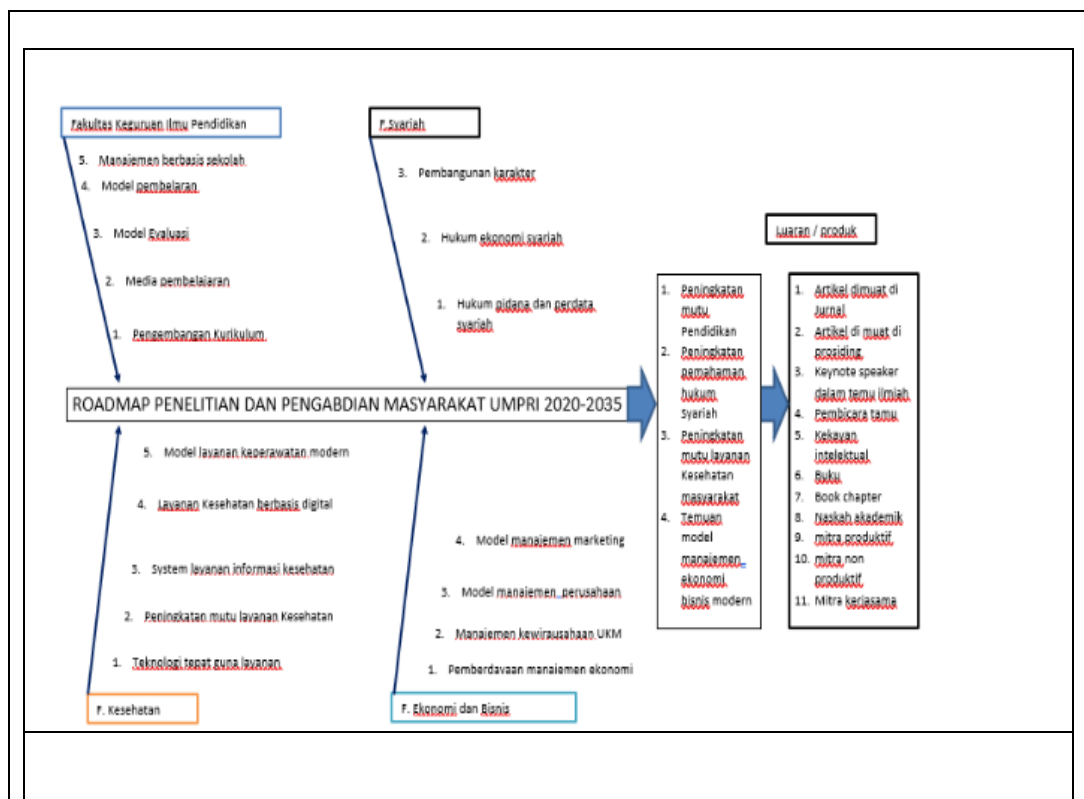 Fakultas Keguruan Ilmu Pendidikan
5. Manajemen berbasis sekolah
4. Model pembelaran
3. Model Evaluasi
2. Media pembelajaran
1. Pengembangan Kurikulum
F.Syariah
3. Pembangunan karakter
2. Hukum ekonomi syariah
1. Hukum pidana dan perdata
syariah
ROADMAP PENELITIAN DAN PENGABDIAN MASYARAKAT UMPRI 2020-2035
5. Model layanan keperawatan modern
4. Layanan Kesehatan berbasis digital
3. System layanan informasi kesehatan
2. Peningkatan mutu layanan Kesehatan
1. Teknologi tepat guna layanan
F. Kesehatan
4. Model manajemen marketing
3. Model manajemen perusahaan
2. Manajemen kewirausahaan UKM
1. Pemberdayaan manajemen ekonomi
F. Ekonomi dan Bisnis
1. Peningkatan
mutu
Pendidikan
2. Peningkatan
pemahaman
hukum
Syariah
3. Peningkatan
mutu layanan
Kesehatan
masyarakat
4. Temuan
model
manajemen
ekonomi
bisnis modern
Luaran / produk
1. Artikel dimuat di
Jurnal
2. Artikel di muat di
prosiding
3. Keynote speaker
dalam temu ilmiah
4. Pembicara tamu
5. Kekayan
intelektual
6. Buku
7. Book chapter
8. Naskah akademik
9. mitra produktif
10. mitra non
produktif
11. Mitra kerjasama